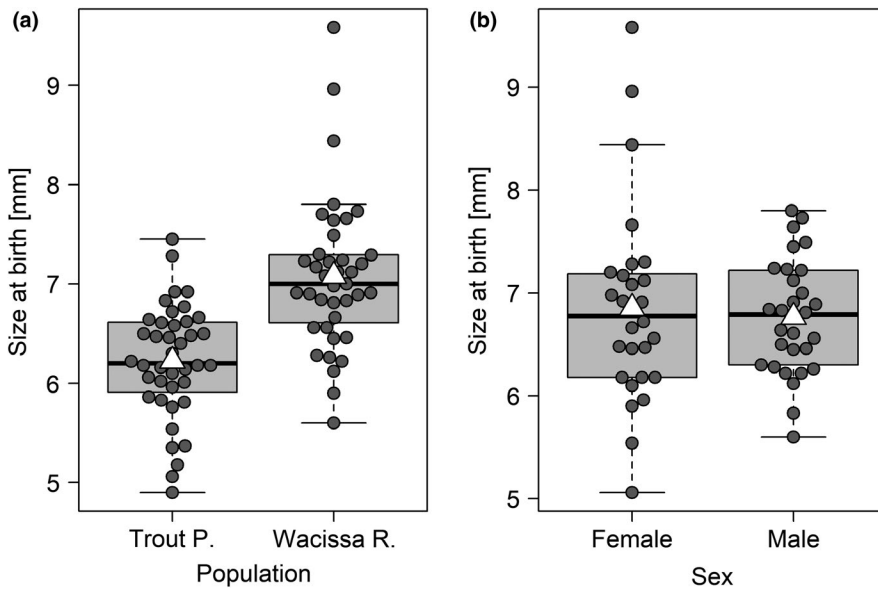 (a)
Size at birth [mm]
9
8
7
6
5
Trout P. Wacissa R.
Population
(b)
Size at birth [mm]
9
8
7
6
5
Female Male
Sex